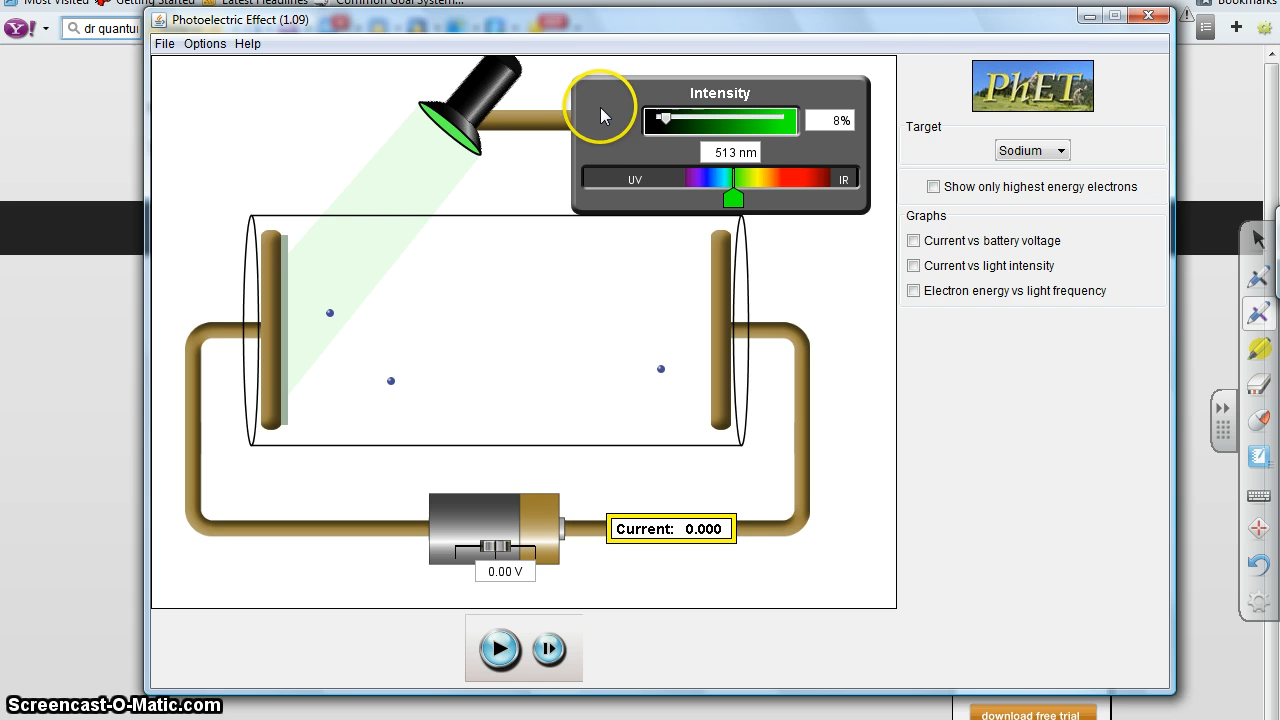 Most Visited Getting Started Latest Headlines Common Goal System... Bookmarks
Y! dr quantur
Photoelectric Effect (1.09)
File Options Help
Intensity
8%
513 nm
UV IR
PhET
Target
Sodium
Show only highest energy electrons
Graphs
Current vs battery voltage
Current vs light intensity
Electron energy vs light frequency
Current: 0.000
0.00 V
Screencast-O-Matic.com
download free trial